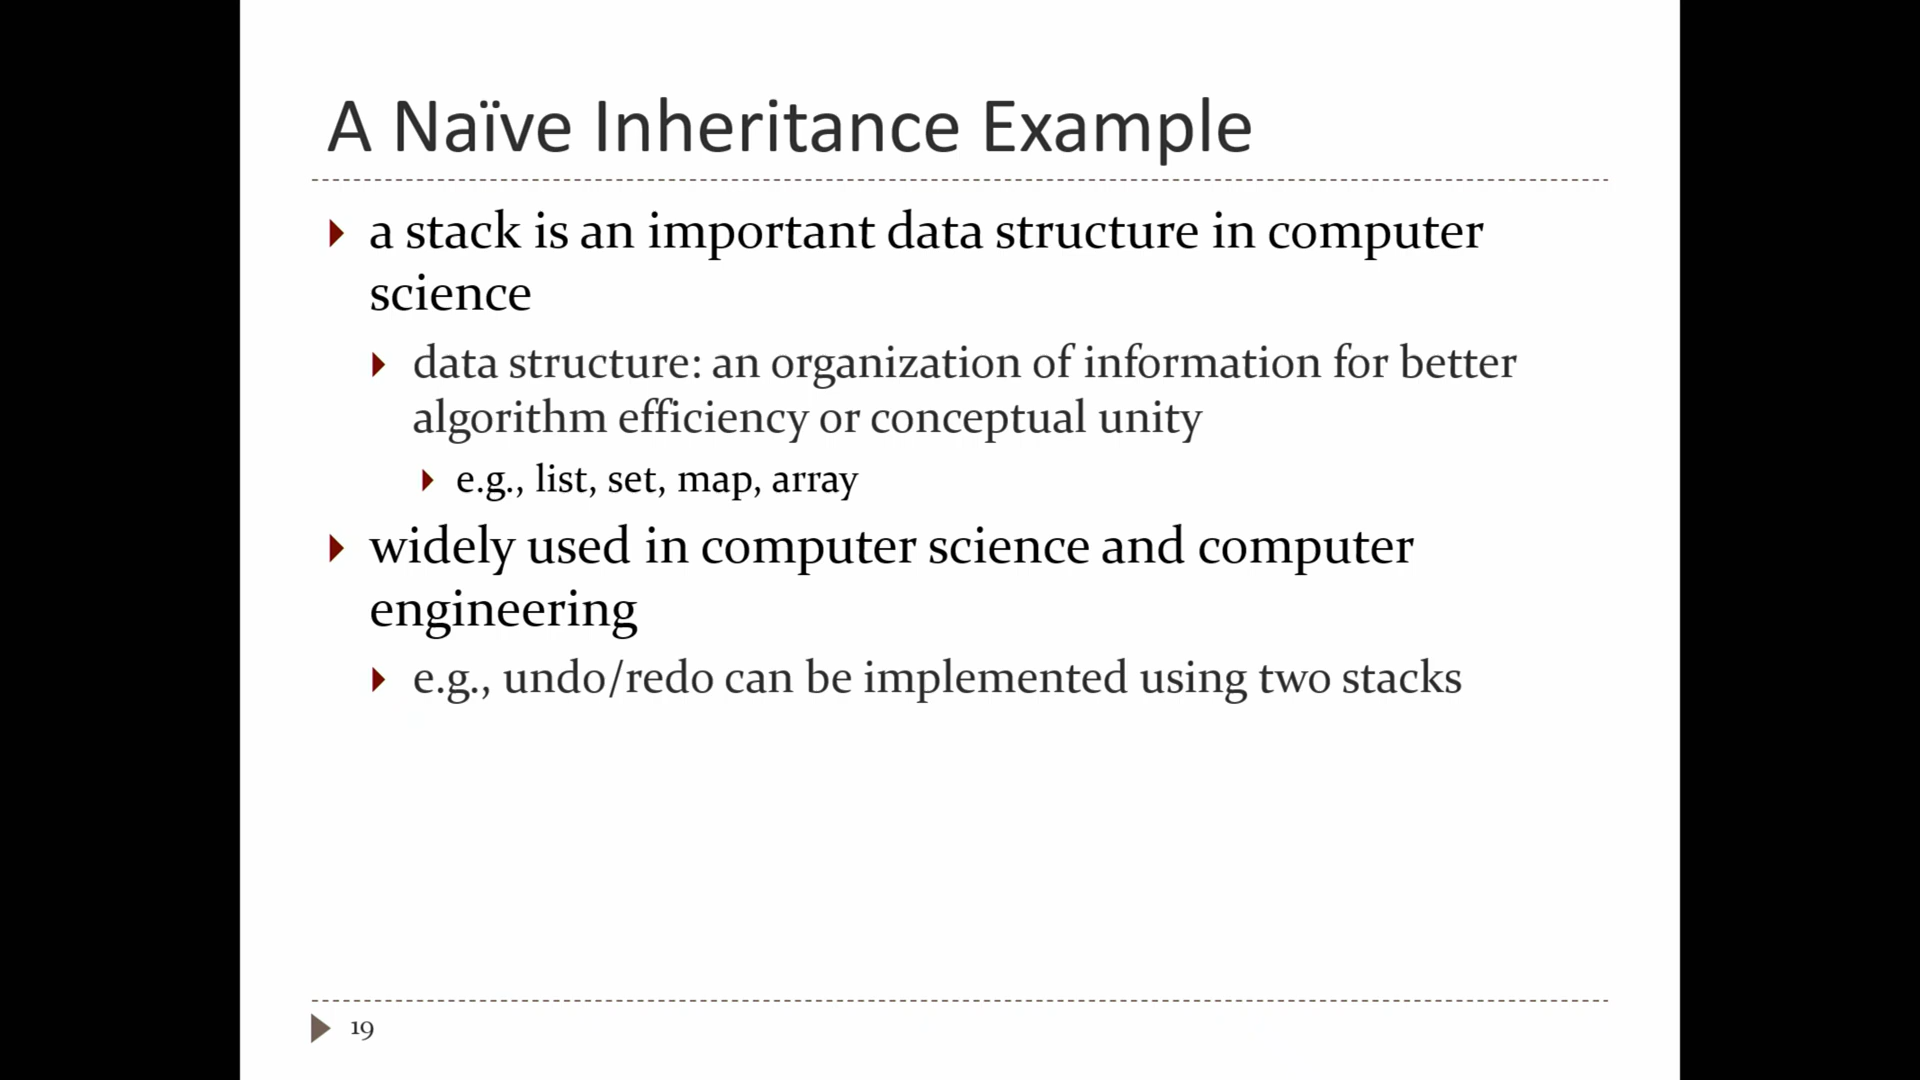 A Naïve Inheritance Example
a stack is an important data structure in computer
science
data structure: an organization of information for better
algorithm efficiency or conceptual unity
e.g., list, set, map, array
widely used in computer science and computer
engineering
e.g., undo/redo can be implemented using two stacks
19